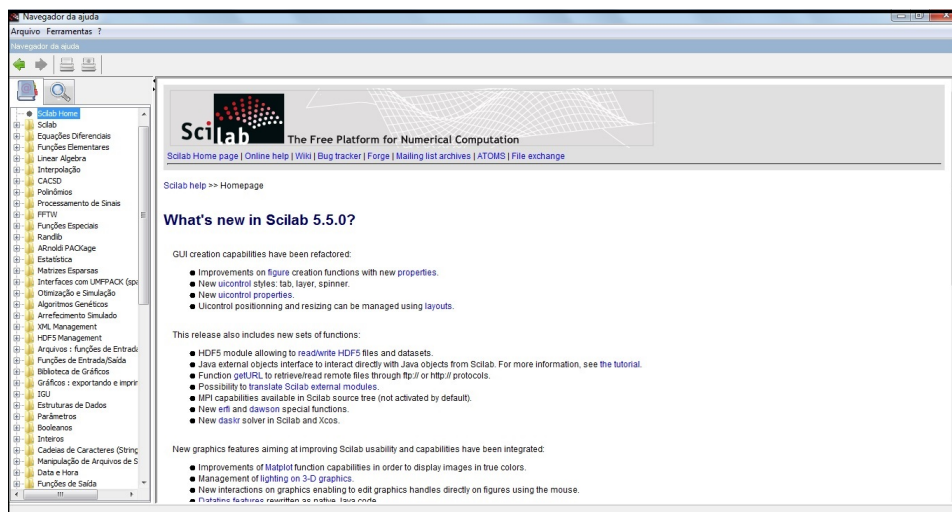 Navegador da ajuda
Arquivo Ferramentas ?
Navegador da ajuda
Scilab Home
Scilab
Equações Diferenciais
Funções Elementares
Linear Algebra
Interpolação
CACSD
Polinômios
Processamento de Sinais
FFTW
Funções Especiais
Randlib
ARnoldi PACKage
Estatística
Matrizes Esparsas
Interfaces com UMFPACK (spa
Otimização e Simulação
Algoritmos Genéticos
Arrefecimento Simulado
XML Management
HDF5 Management
Arquivos : funções de Entrada
Funções de Entrada/Saída
Biblioteca de Gráficos
Gráficos : exportando e imprir
IGU
Estruturas de Dados
Parâmetros
Booleanos
Inteiros
Cadeias de Caracteres (String
Manipulação de Arquivos de S
Data e Hora
Funções de Saída
Scilab
The Free Platform for Numerical Computation
Scilab Home page | Online help | Wiki | Bug tracker | Forge | Mailing list archives | ATOMS | File exchange
Scilab help >> Homepage
What's new in Scilab 5.5.0?
GUI creation capabilities have been refactored:
Improvements on figure creation functions with new properties.
New uicontrol styles: tab, layer, spinner.
New uicontrol properties.
Uicontrol positionning and resizing can be managed using layouts.
This release also includes new sets of functions:
HDF5 module allowing to read/write HDF5 files and datasets.
Java external objects interface to interact directly with Java objects from Scilab. For more information, see the tutorial.
Function getURL to retrieve/read remote files through ftp:// or http:// protocols.
Possibility to translate Scilab external modules.
MPI capabilities available in Scilab source tree (not activated by default).
New erfi and dawson special functions.
New daskr solver in Scilab and Xcos.
New graphics features aiming at improving Scilab usability and capabilities have been integrated:
Improvements of Matplot function capabilities in order to display images in true colors.
Management of lighting on 3-D graphics.
New interactions on graphics enabling to edit graphics handles directly on figures using the mouse.
Datatips features rewritten as native Java code.